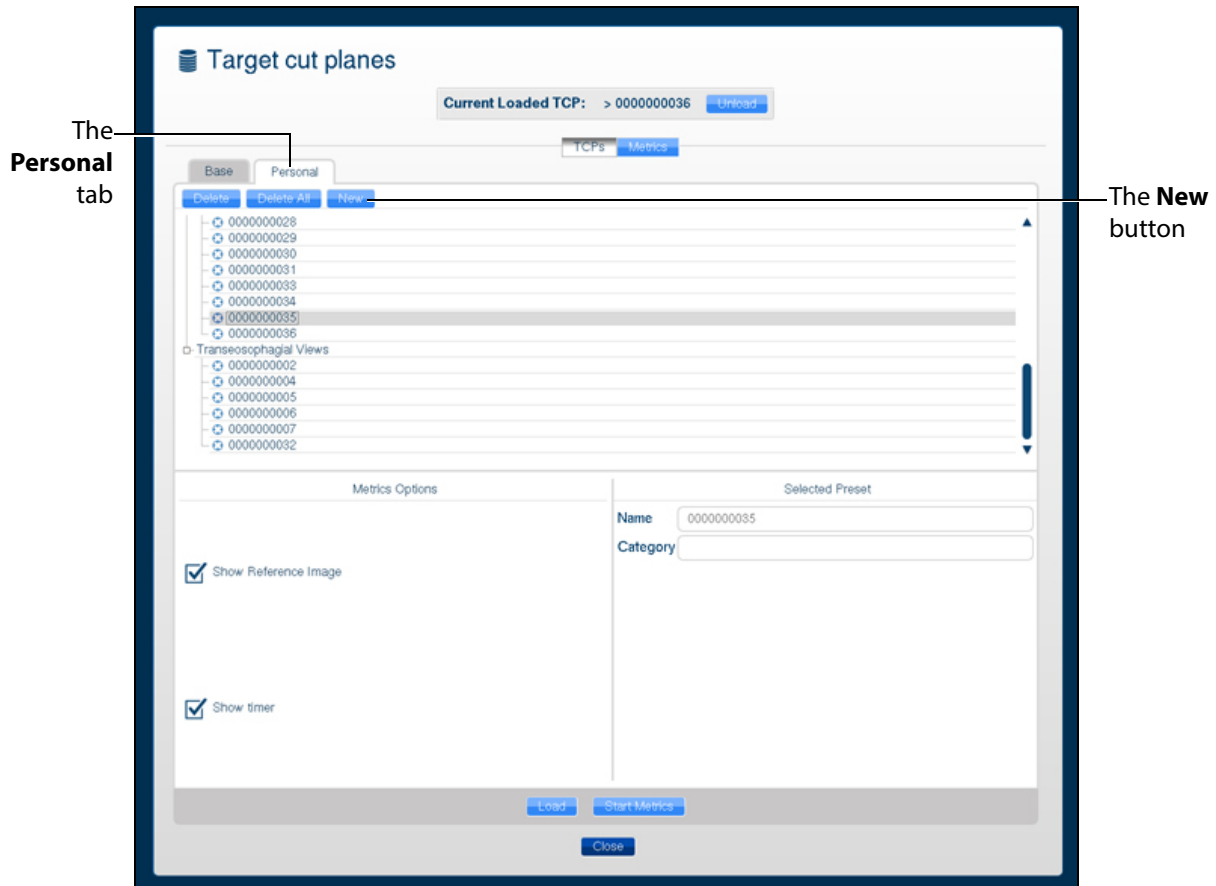 Target cut planes
Current Loaded TCP: > 0000000036 Unload
TCPs Metrics
The
Personal
tab
Base Personal
Delete Delete All New
The New
button
0000000028
0000000029
0000000030
0000000031
0000000033
0000000034
0000000035
0000000036
Transeosophagial Views
0000000002
0000000004
0000000005
0000000006
0000000007
0000000032
Metrics Options
Show Reference Image
Show timer
Selected Preset
Name 0000000035
Category
Load Start Metrics
Close